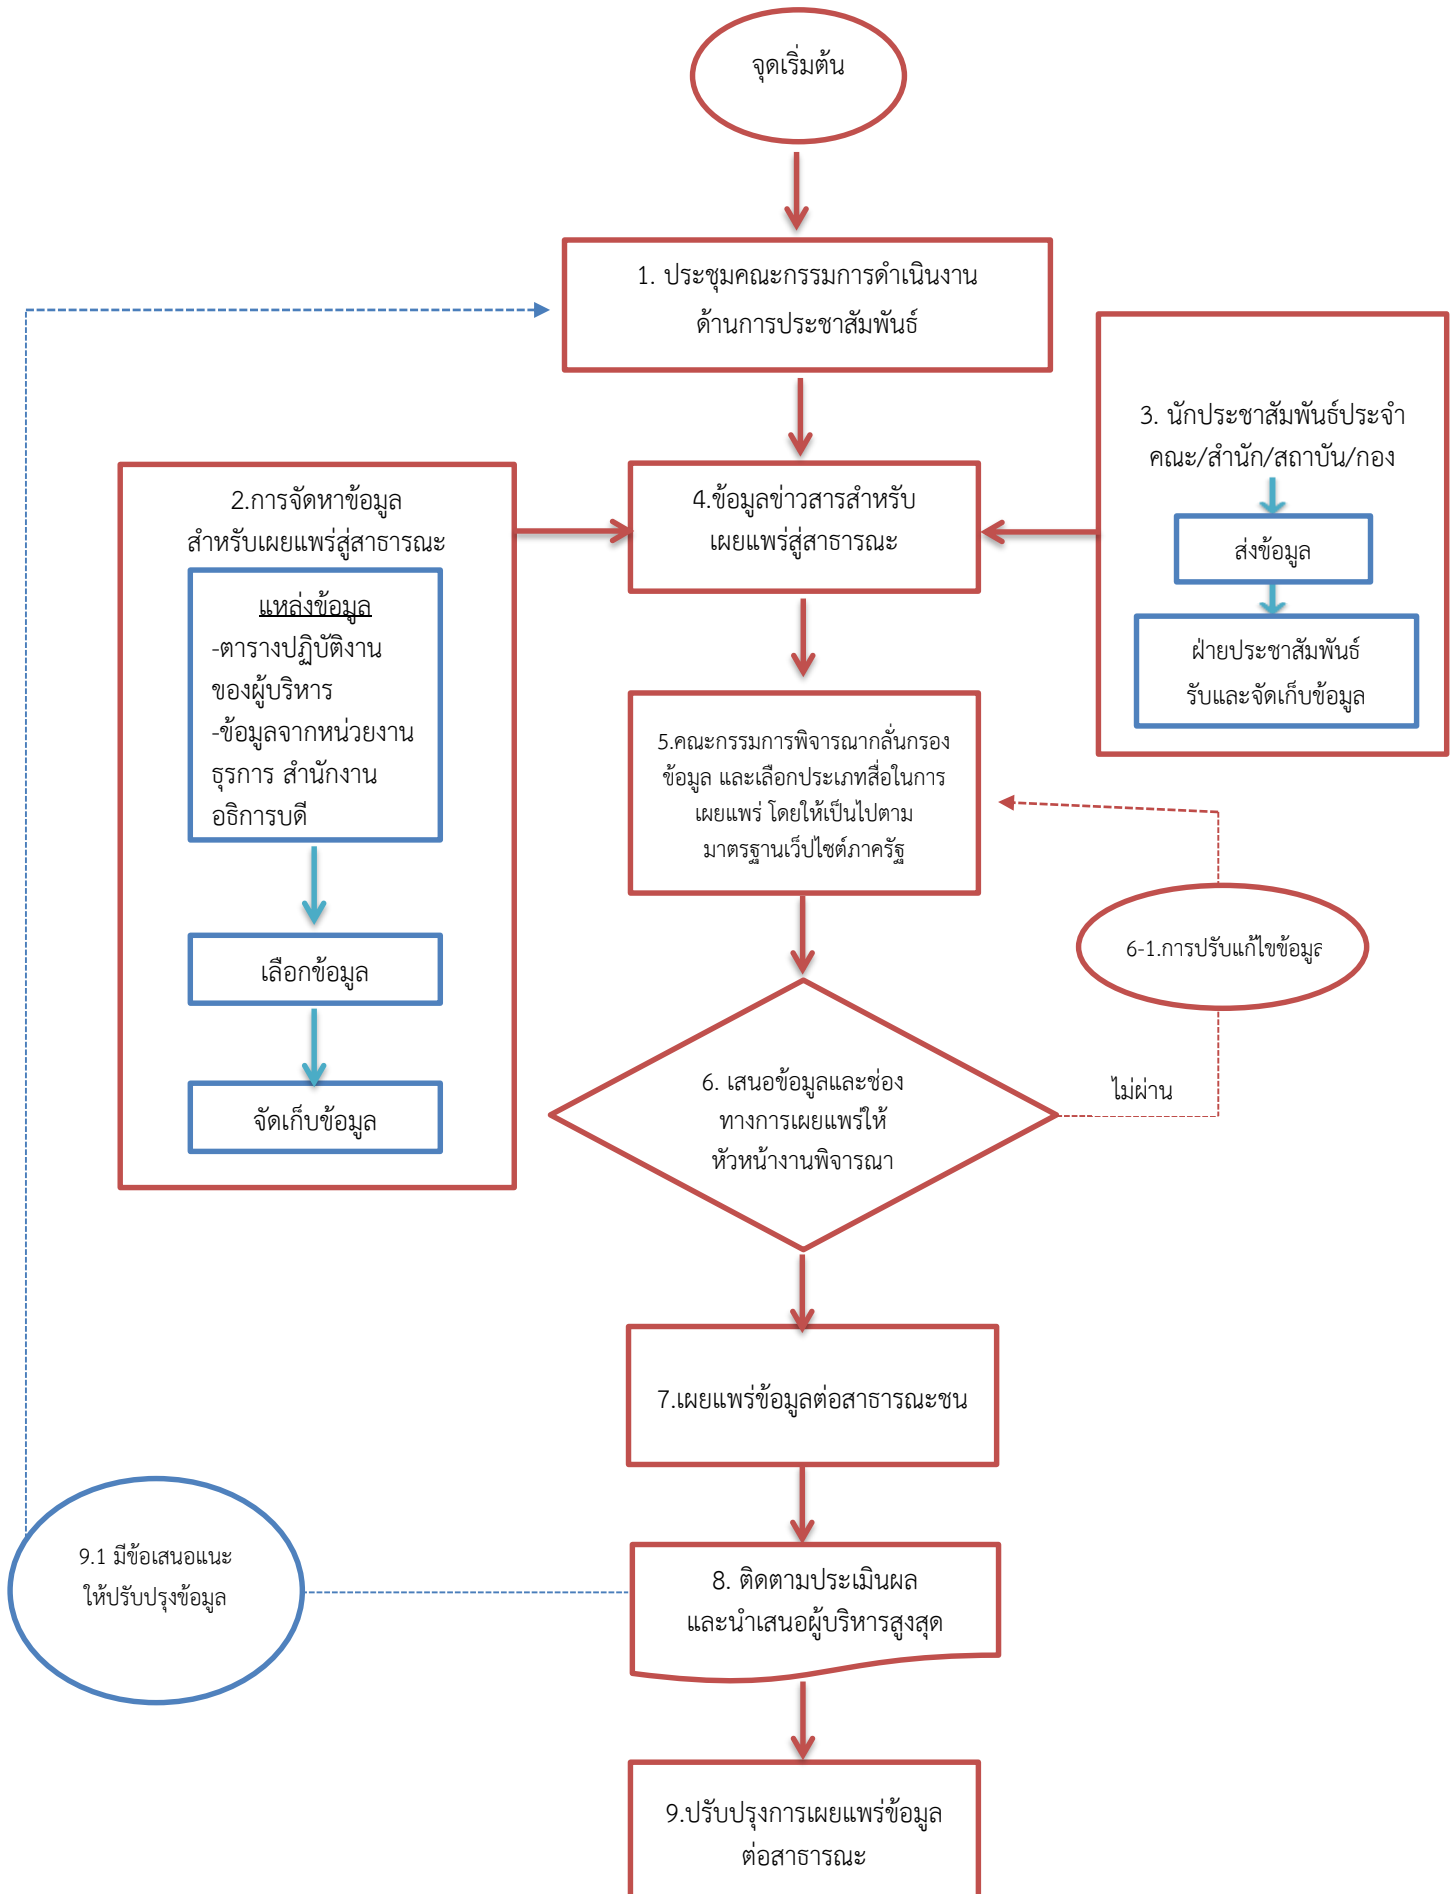 จุดเริ่มต้น
1. ประชุมคณะกรรมการดำเนินงาน
ด้านการประชาสัมพันธ์
2.การจัดหาข้อมูล
สำหรับเผยแพร่สู่สาธารณะ
แหล่งข้อมูล
-ตารางปฏิบัติงาน
ของผู้บริหาร
-ข้อมูลจากหน่วยงาน
ธุรการ สำนักงาน
อธิการบดี
เลือกข้อมูล
จัดเก็บข้อมูล
3. นักประชาสัมพันธ์ประจำ
คณะ/สำนัก/สถาบัน/กอง
ส่งข้อมูล
ฝ่ายประชาสัมพันธ์
รับและจัดเก็บข้อมูล
4.ข้อมูลข่าวสารสำหรับ
เผยแพร่สู่สาธารณะ
5.คณะกรรมการพิจารณากลั่นกรอง
ข้อมูล และเลือกประเภทสื่อในการ
เผยแพร่ โดยให้เป็นไปตาม
มาตรฐานเว็ปไซต์ภาครัฐ
6. เสนอข้อมูลและช่อง
ทางการเผยแพร่ให้
หัวหน้างานพิจารณา
ไม่ผ่าน
6-1.การปรับแก้ไขข้อมูล
7.เผยแพร่ข้อมูลต่อสาธารณะชน
8. ติดตามประเมินผล
และนำเสนอผู้บริหารสูงสุด
9.1 มีข้อเสนอแนะ
ให้ปรับปรุงข้อมูล
9.ปรับปรุงการเผยแพร่ข้อมูล
ต่อสาธารณะ